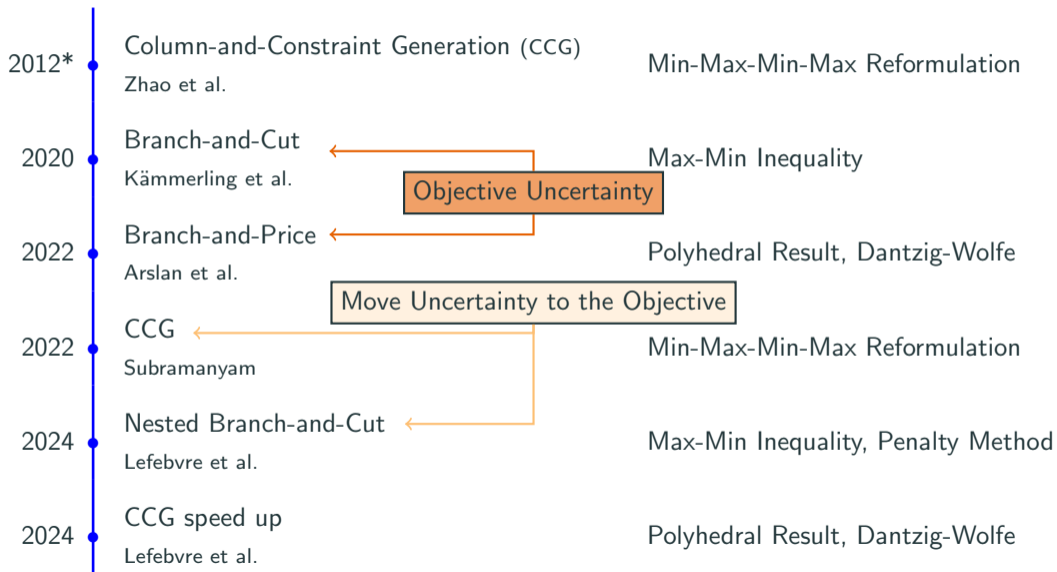 2012*
Column-and-Constraint Generation (CCG)
Zhao et al.
Min-Max-Min-Max Reformulation
2020
Branch-and-Cut
Kämmerling et al.
Max-Min Inequality
Objective Uncertainty
2022
Branch-and-Price
Arslan et al.
Polyhedral Result, Dantzig-Wolfe
Move Uncertainty to the Objective
2022
CCG
Subramanyam
Min-Max-Min-Max Reformulation
2024
Nested Branch-and-Cut
Lefebvre et al.
Max-Min Inequality, Penalty Method
2024
CCG speed up
Lefebvre et al.
Polyhedral Result, Dantzig-Wolfe